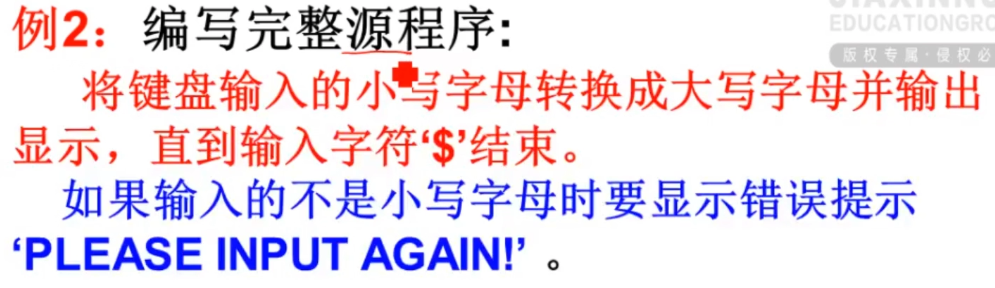 EDUCATIONGRO
版权专属·侵权必
例2：编写完整源程序:
将键盘输入的小写字母转换成大写字母并输出
显示，直到输入字符‘$’结束。
如果输入的不是小写字母时要显示错误提示
‘PLEASE INPUT AGAIN!’ 。